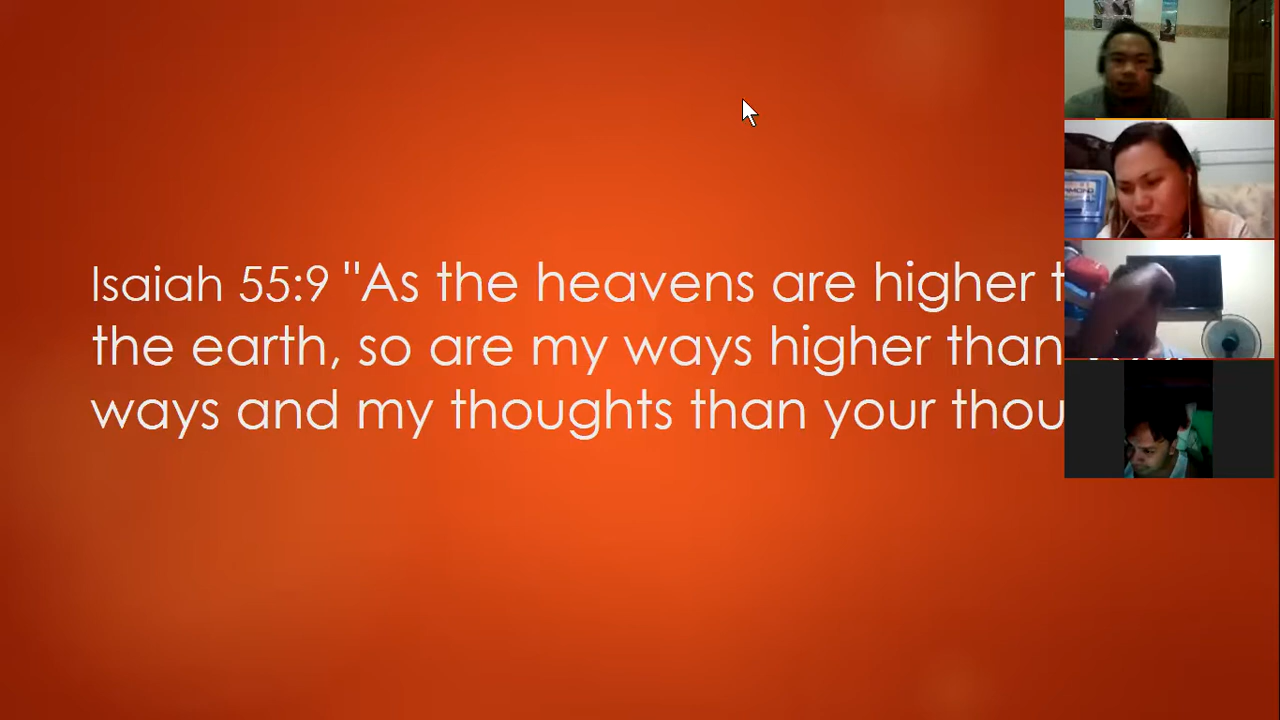 Isaiah 55:9 "As the heavens are higher
the earth, so are my ways higher than
ways and my thoughts than your thou